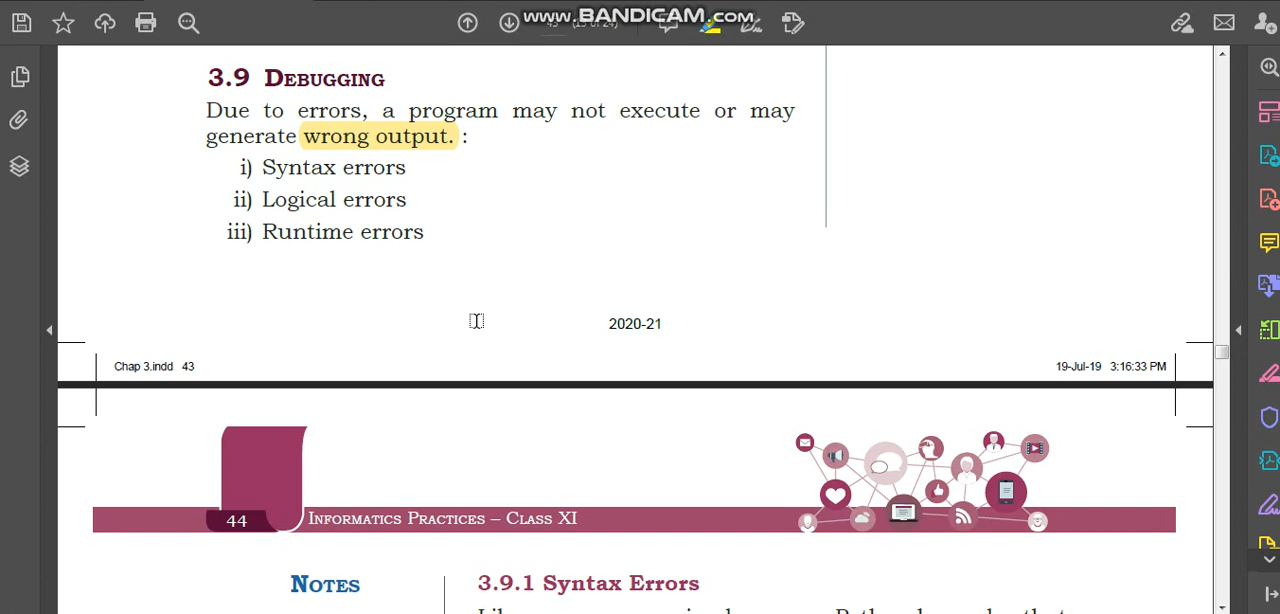 www.BANDICAM.com
3.9 DEBUGGING
Due to errors, a program may not execute or may
generate wrong output. :
i) Syntax errors
ii) Logical errors
iii) Runtime errors
2020-21
Chap 3.indd 43
19-Jul-19 3:16:33 PM
44
INFORMATICS PRACTICES – CLASS XI
NOTES
3.9.1 Syntax Errors